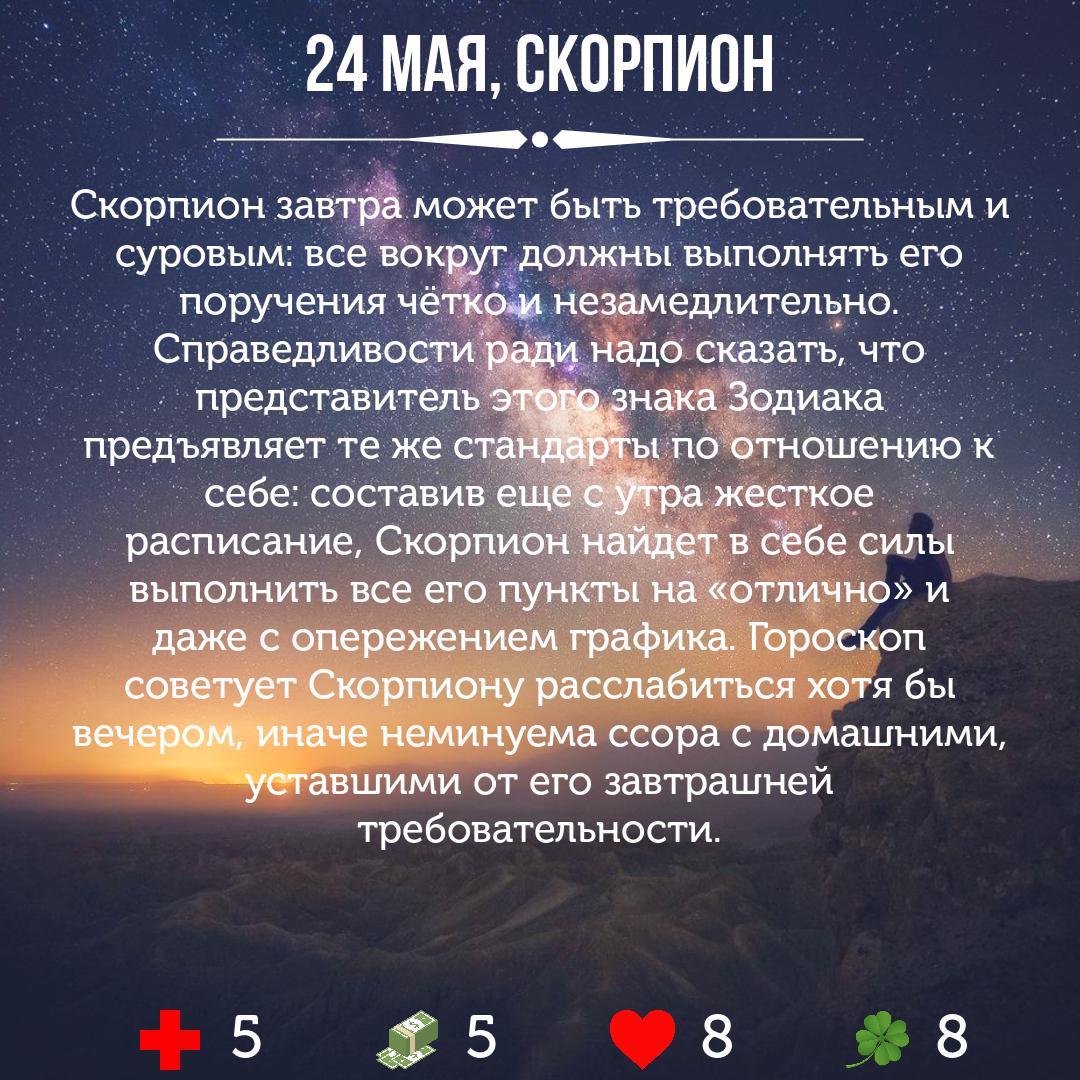 24 МАЯ, СКОРПИОН
Скорпион завтра может быть требовательным и
суровым: все вокруг должны выполнять его
поручения чётко и незамедлительно.
Справедливости ради надо сказать, что
представитель этого знака Зодиака
предъявляет те же стандарты по отношению к
себе: составив еще с утра жесткое
расписание, Скорпион найдет в себе силы
выполнить все его пункты на «отлично» и
даже с опережением графика. Гороскоп
советует Скорпиону расслабиться хотя бы
вечером, иначе неминуема ссора с домашними,
уставшими от его завтрашней
требовательности.
5 5 8 8